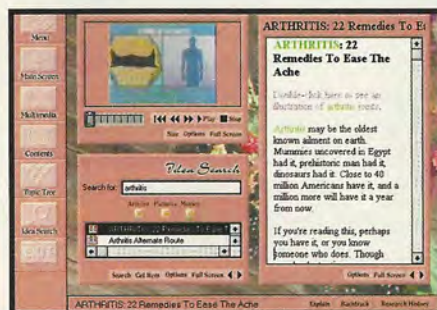 Menu
Main Screen
Multimedia
Contents
Topic Tree
Idea Search
Play Stop
Size Options Full Screen
Idea Search
Search for: arthritis
Articles Pictures Movies
ARTHRITIS: 22 Remedies To Ease T
Arthritis Alternate Route
Search Get Item Options Full Screen
ARTHRITIS: 22 Remedies To E
ARTHRITIS: 22
Remedies To Ease The
Ache
Double-click here to see an
illustration of arthritic joints.
Arthritis may be the oldest
known ailment on earth.
Mummies uncovered in Egypt
had it, prehistoric man had it,
dinosaurs had it. Close to 40
million Americans have it, and a
million more will have it a year
from now.
If you're reading this, perhaps
you have it, or you know
someone who does. Though
Options Full Screen
ARTHRITIS: 22 Remedies To Ease The Ache
Explain Backtrack Research History